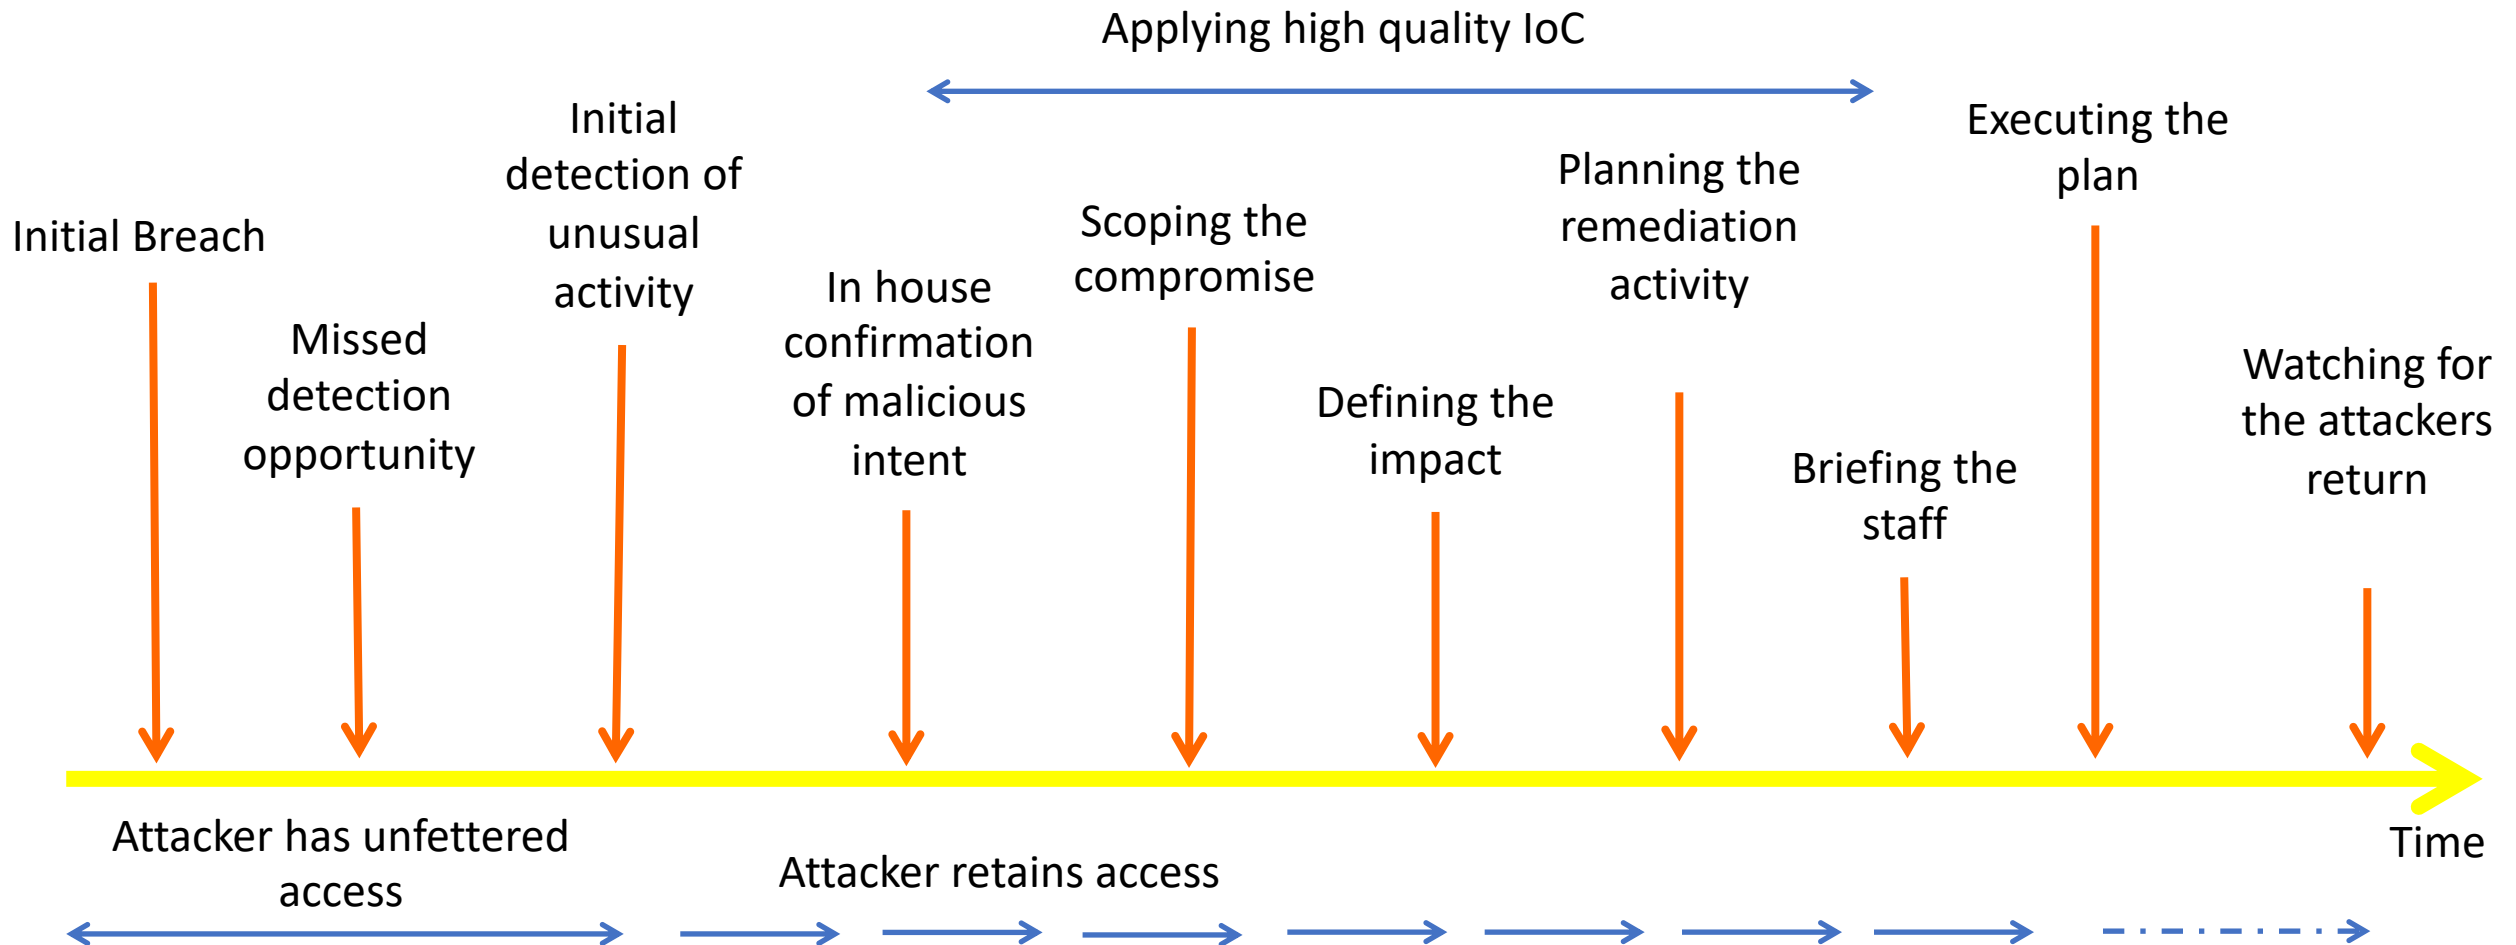 Applying high quality IoC
Initial Breach
Missed
detection
opportunity
Initial
detection of
unusual
activity
In house
confirmation
of malicious
intent
Scoping the
compromise
Defining the
impact
Planning the
remediation
activity
Briefing the
staff
Executing the
plan
Watching for
the attackers
return
Time
Attacker has unfettered
access
Attacker retains access